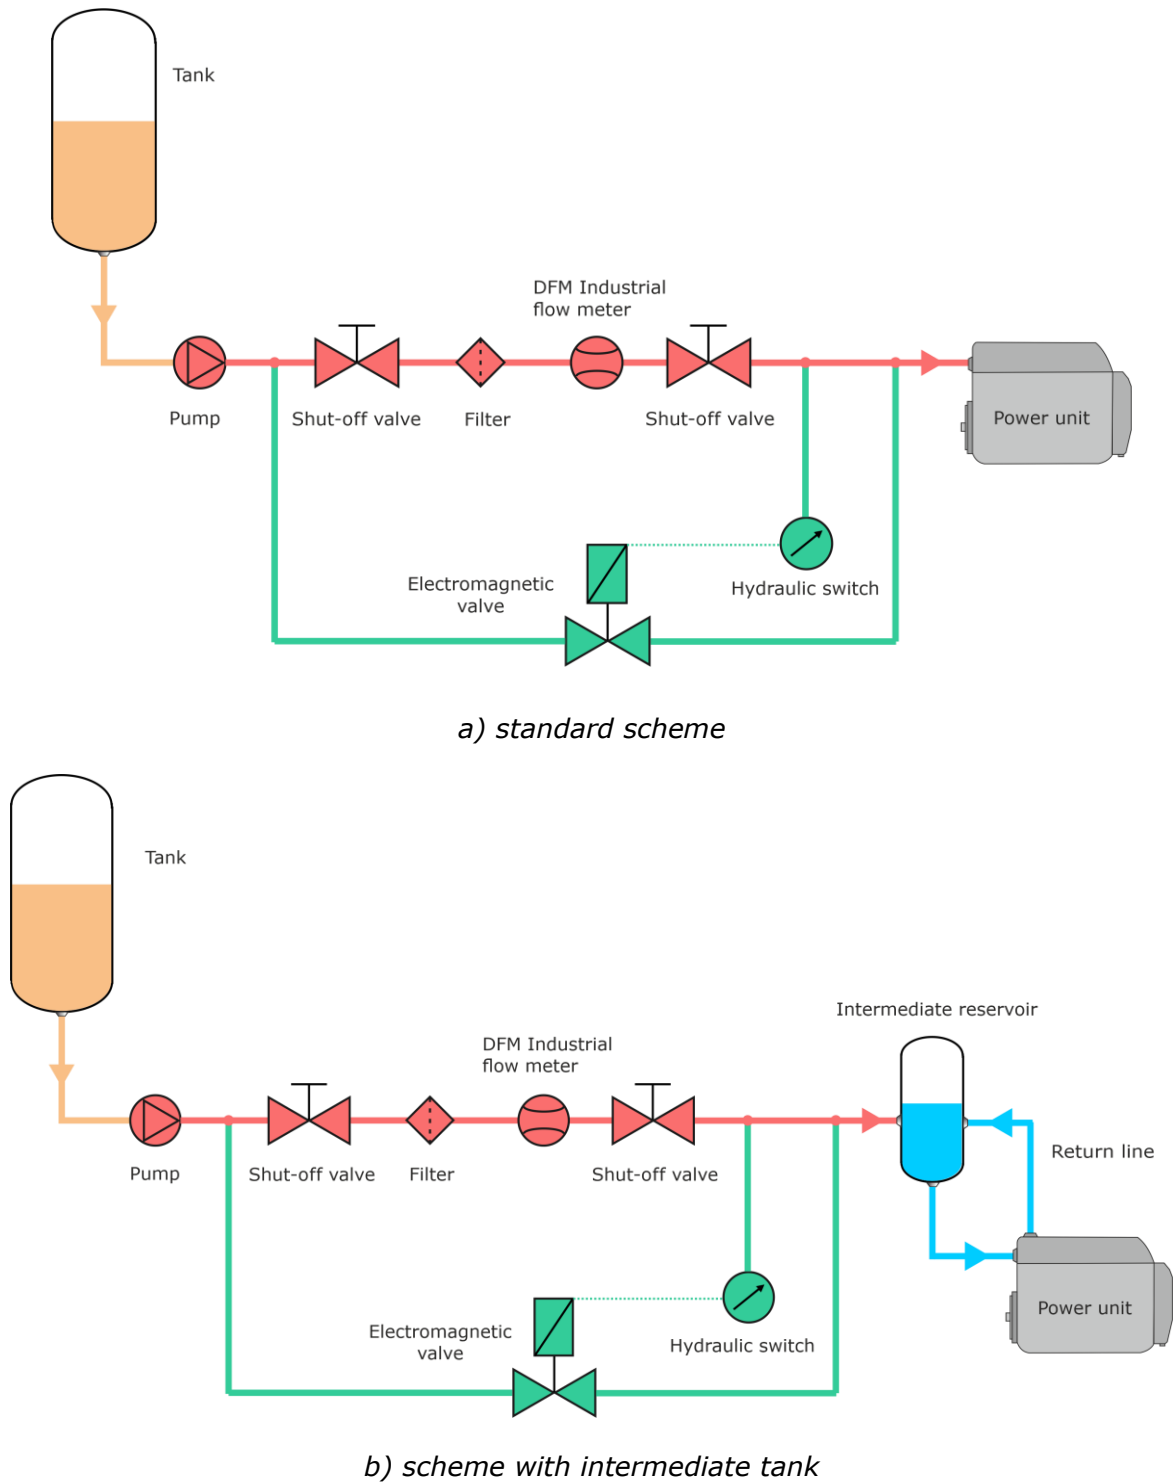 Tank
DFM Industrial
flow meter
Pump
Shut-off valve
Filter
Shut-off valve
Power unit
Electromagnetic
valve
Hydraulic switch
a) standard scheme
Tank
Intermediate reservoir
DFM Industrial
flow meter
Return line
Pump
Shut-off valve
Filter
Shut-off valve
Power unit
Electromagnetic
valve
Hydraulic switch
b) scheme with intermediate tank